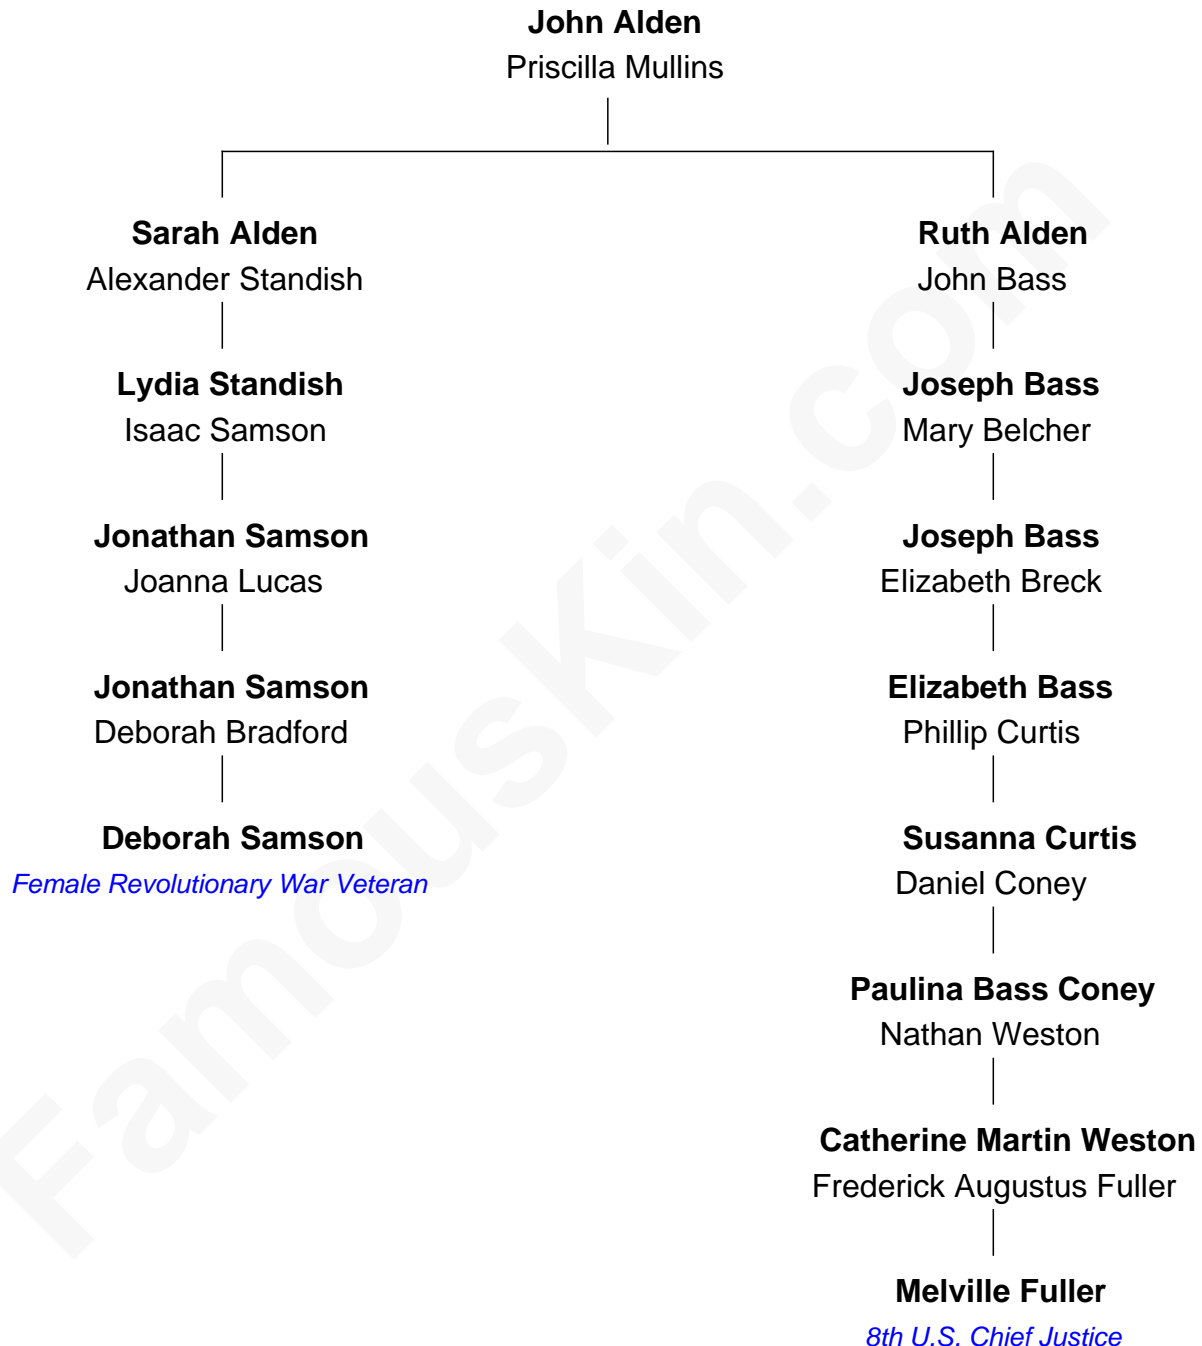 John Alden
Priscilla Mullins
Sarah Alden
Alexander Standish
Lydia Standish
Isaac Samson
Jonathan Samson
Joanna Lucas
Jonathan Samson
Deborah Bradford
Deborah Samson
Female Revolutionary War Veteran
Ruth Alden
John Bass
Joseph Bass
Mary Belcher
Joseph Bass
Elizabeth Breck
Elizabeth Bass
Phillip Curtis
Susanna Curtis
Daniel Coney
Paulina Bass Coney
Nathan Weston
Catherine Martin Weston
Frederick Augustus Fuller
Melville Fuller
8th U.S. Chief Justice
FamousKin.com